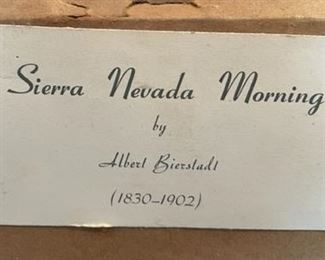 Sierra Nevada Morning
by
Albert Bierstadt
(1830-1902)